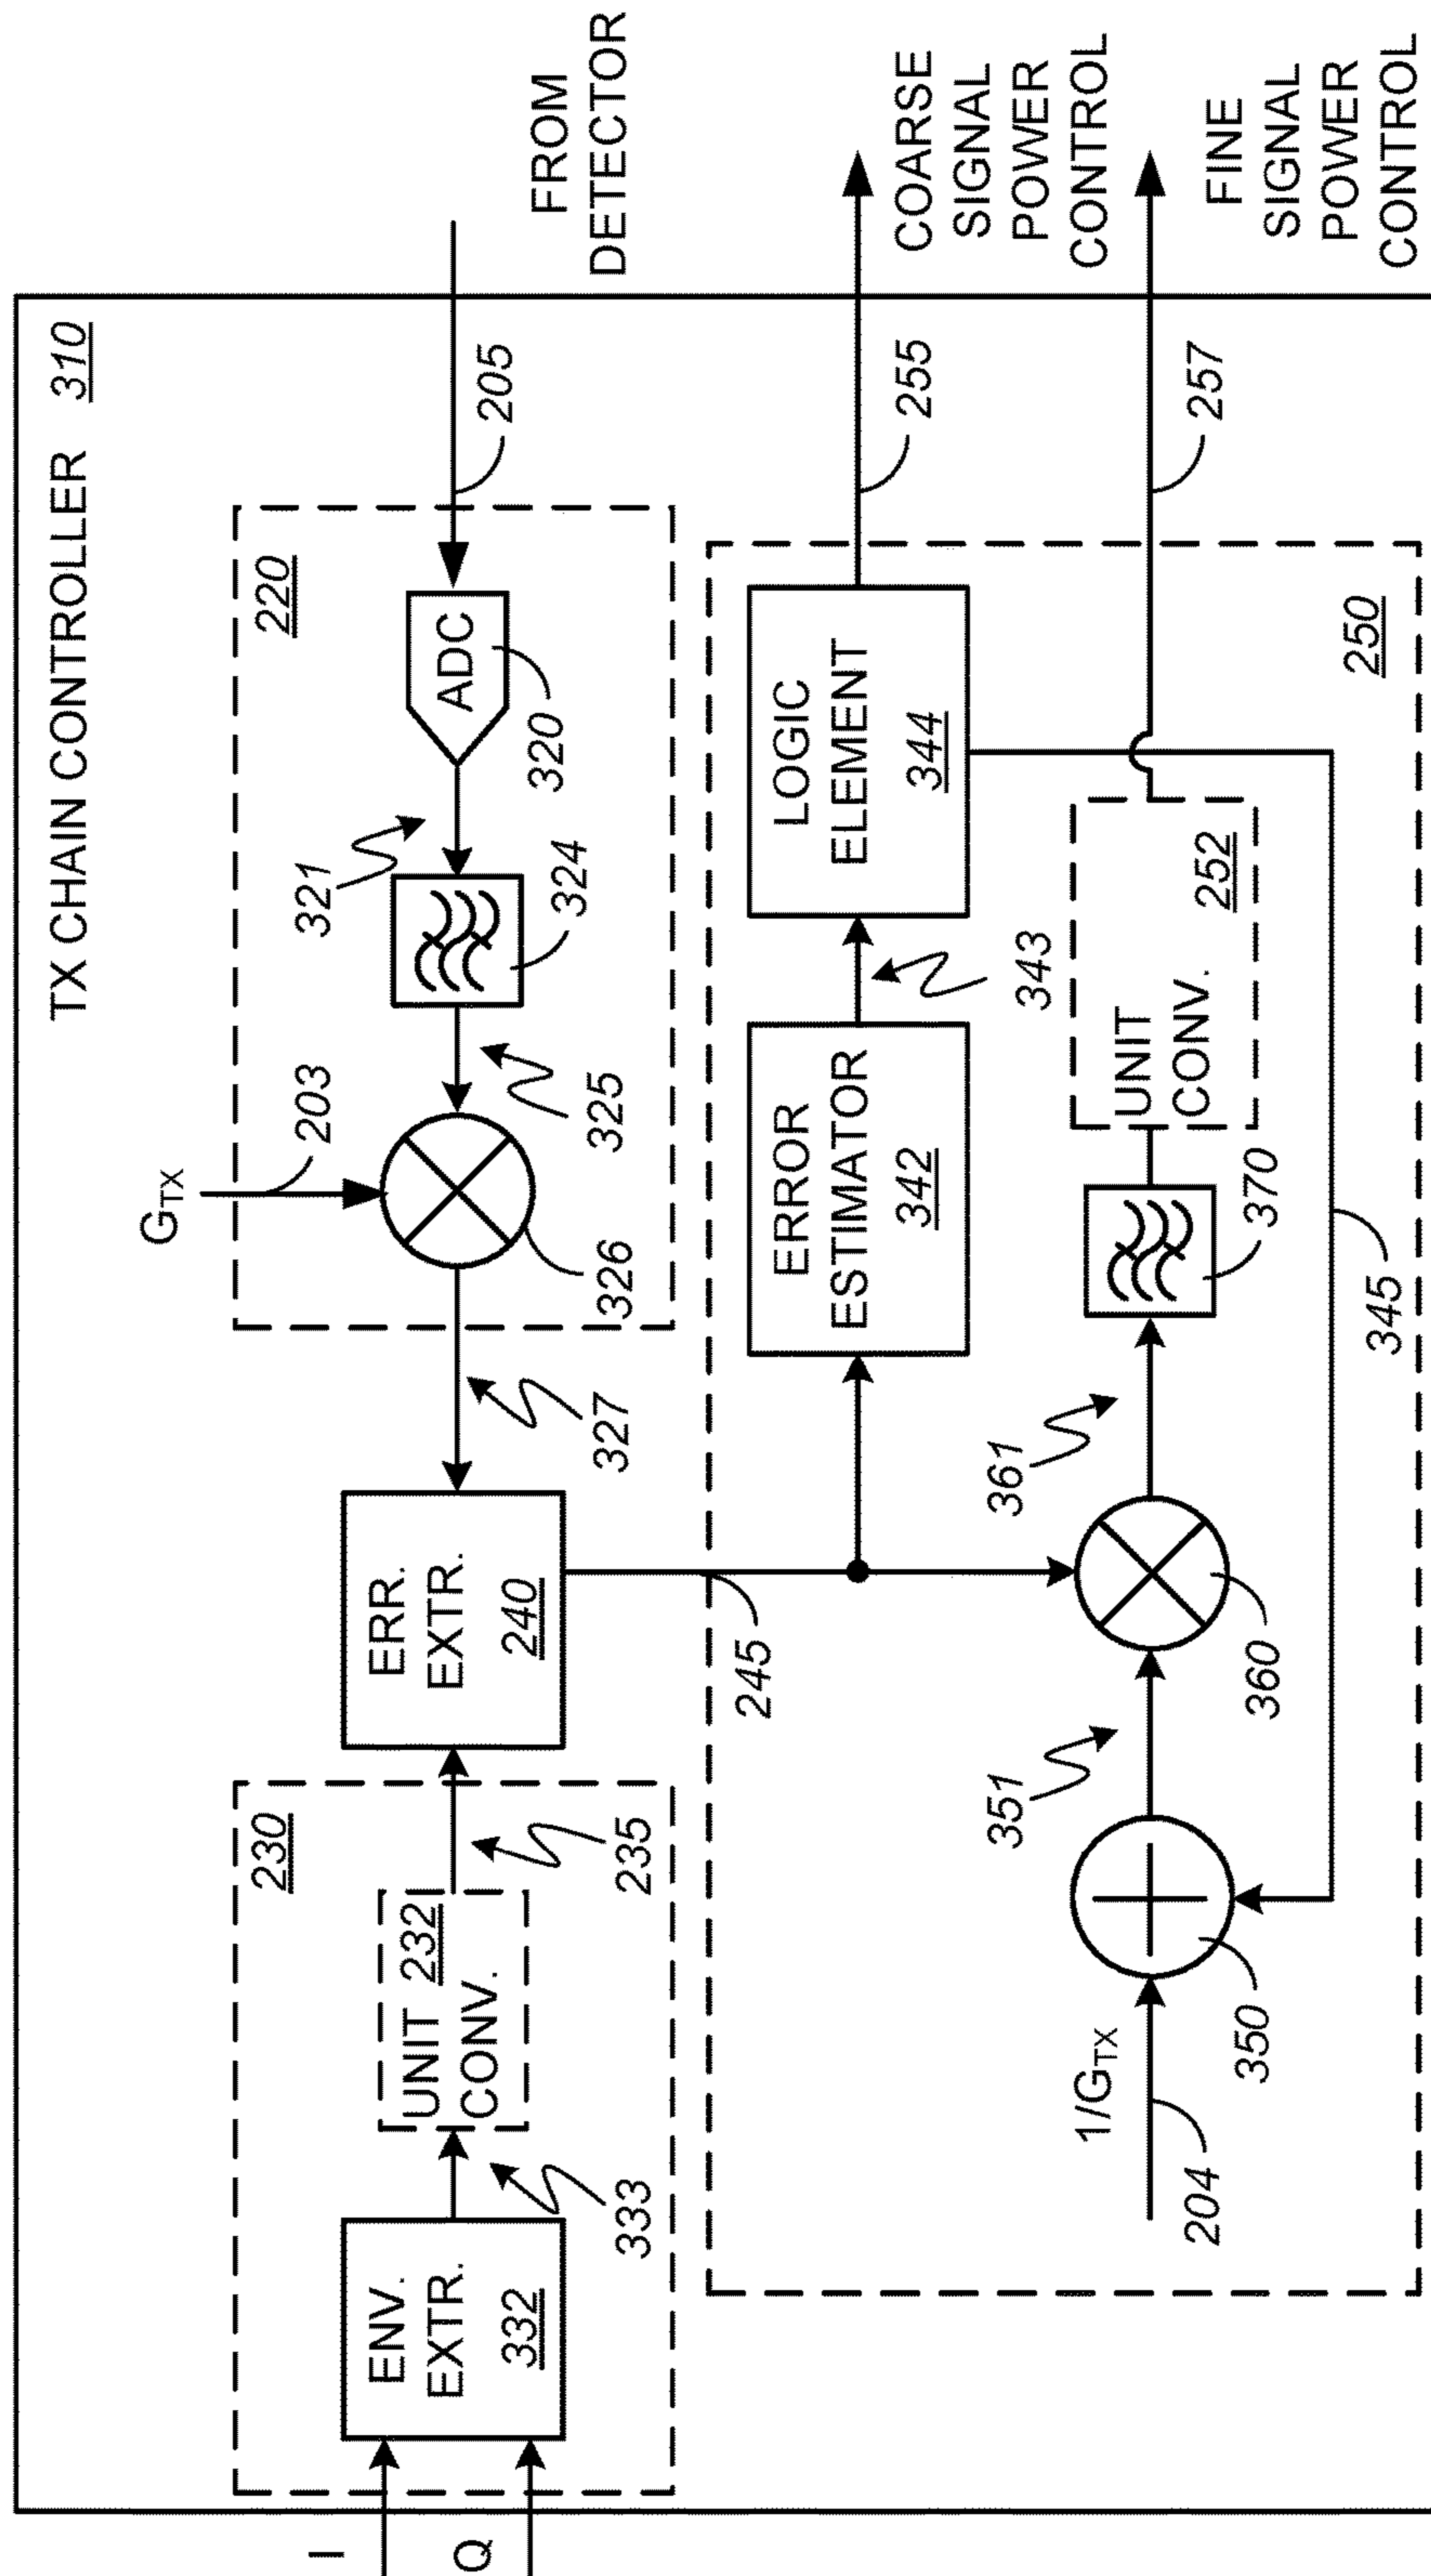 TX CHAIN CONTROLLER 310
I
Q
230
ENV.
EXTR.
332
333
UNIT 232
CONV.
235
ERR.
EXTR.
240
327
GTX
203
220
326
325
324
321
ADC
320
205
FROM
DETECTOR
245
ERROR
ESTIMATOR
342
343
LOGIC
ELEMENT
344
255
COARSE
SIGNAL
POWER
CONTROL
204
1/GTX
350
351
360
361
370
UNIT
CONV.
252
257
FINE
SIGNAL
POWER
CONTROL
345
250